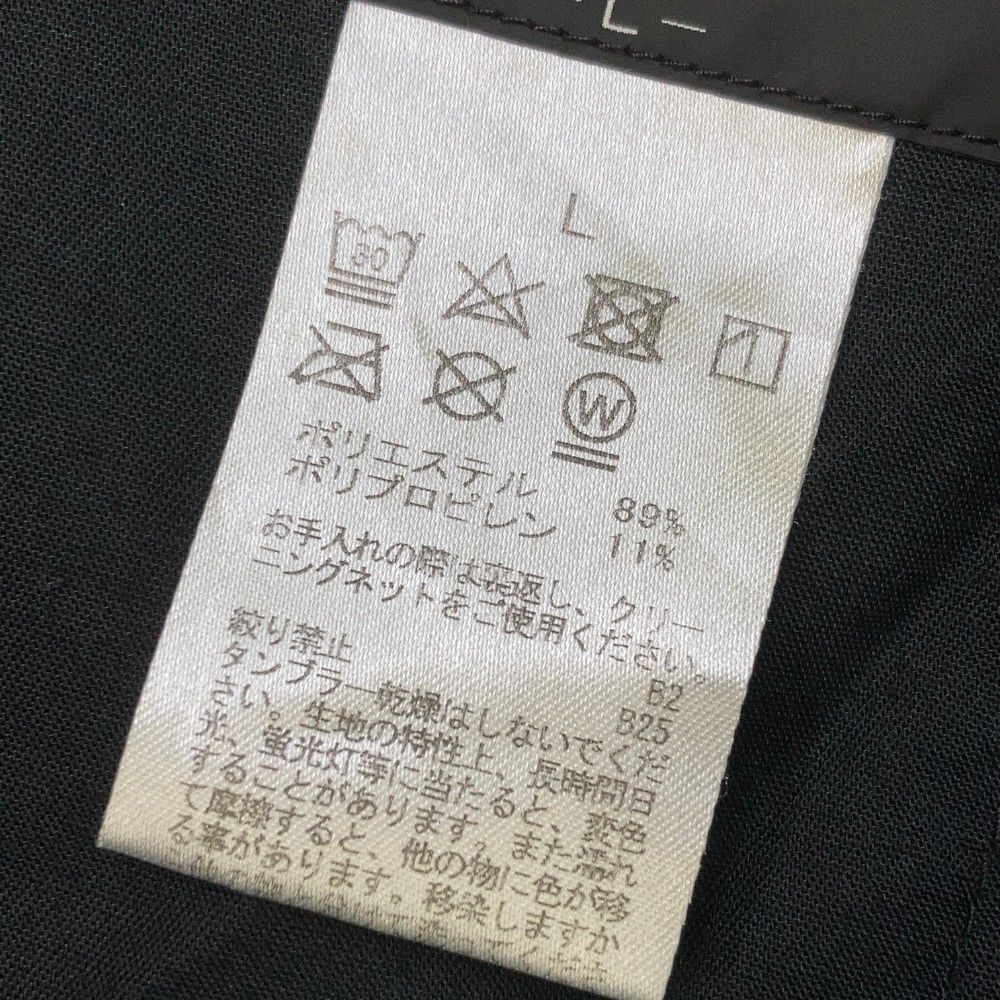 L
30
W
ポリエステル 89%
ポリプロピレン 11%
お手入れの際は裏返し、クリー
ニングネットをご使用ください。
B2
絞り禁止 B25
タンブラー乾燥はしないでくだ
さい。生地の特性上、長時間日
光、蛍光灯等に当たると、変色
することがあります。また濡れ
て摩擦すると、他の物に色が移
る事があります。移染しますか